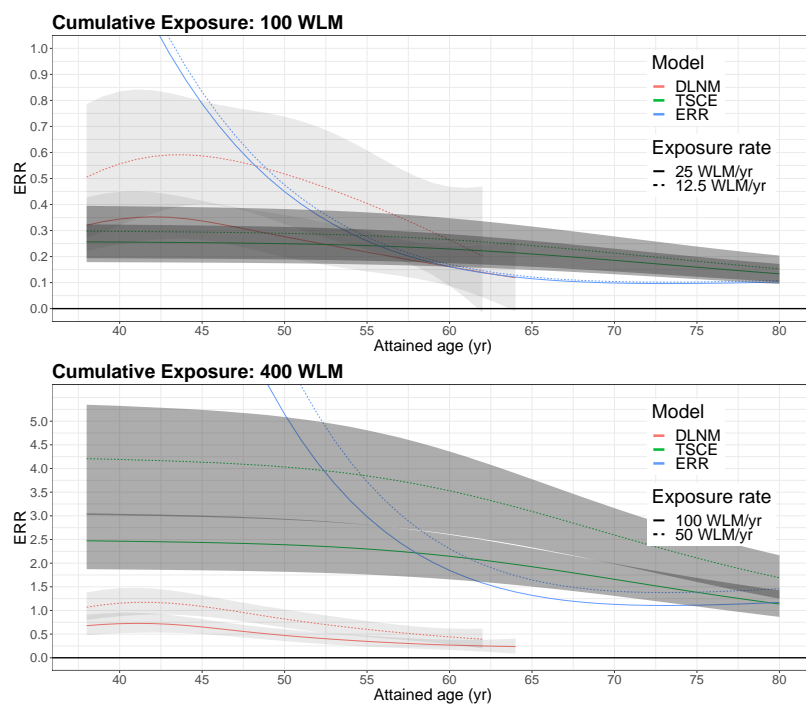 Cumulative Exposure: 100 WLM
1.0
0.9
0.8
0.7
0.6
0.5
0.4
0.3
0.2
0.1
0.0
ERR
Model
DLNM
TSCE
ERR
Exposure rate
25 WLM/yr
12.5 WLM/yr
40 45 50 55 60 65 70 75 80
Attained age (yr)
Cumulative Exposure: 400 WLM
5.0
4.5
4.0
3.5
3.0
2.5
2.0
1.5
1.0
0.5
0.0
ERR
Model
DLNM
TSCE
ERR
Exposure rate
100 WLM/yr
50 WLM/yr
40 45 50 55 60 65 70 75 80
Attained age (yr)